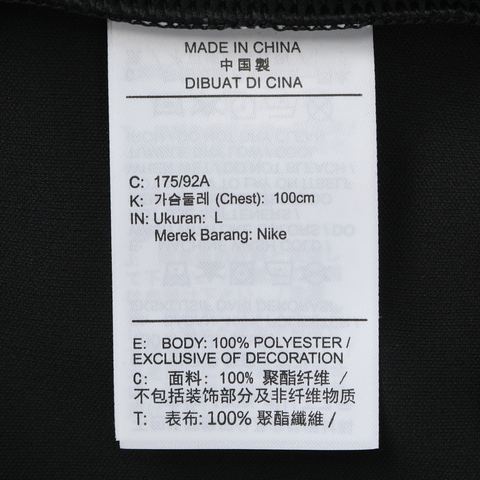 MADE IN CHINA
中国製
DIBUAT DI CINA
C: 175/92A
K: 가슴둘레 (Chest): 100cm
IN: Ukuran: L
Merek Barang: Nike
E: BODY: 100% POLYESTER /
EXCLUSIVE OF DECORATION
C: 面料: 100% 聚酯纤维 /
不包括装饰部分及非纤维物质
T: 表布: 100% 聚酯纖維 /